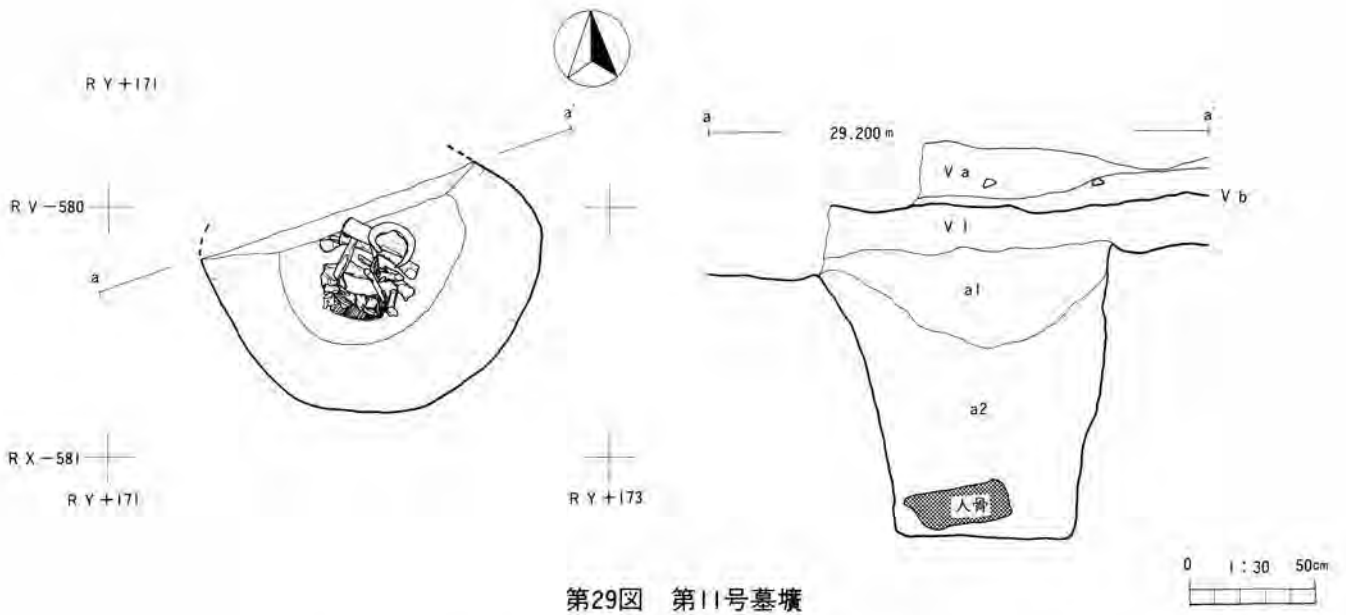 RY+171
a
a'
RV-580
RX-581
RY+171
RY+173
a
29.200m
a'
Va
Vb
V1
a1
a2
人骨
0 1:30 50cm
第29図 第11号墓壙